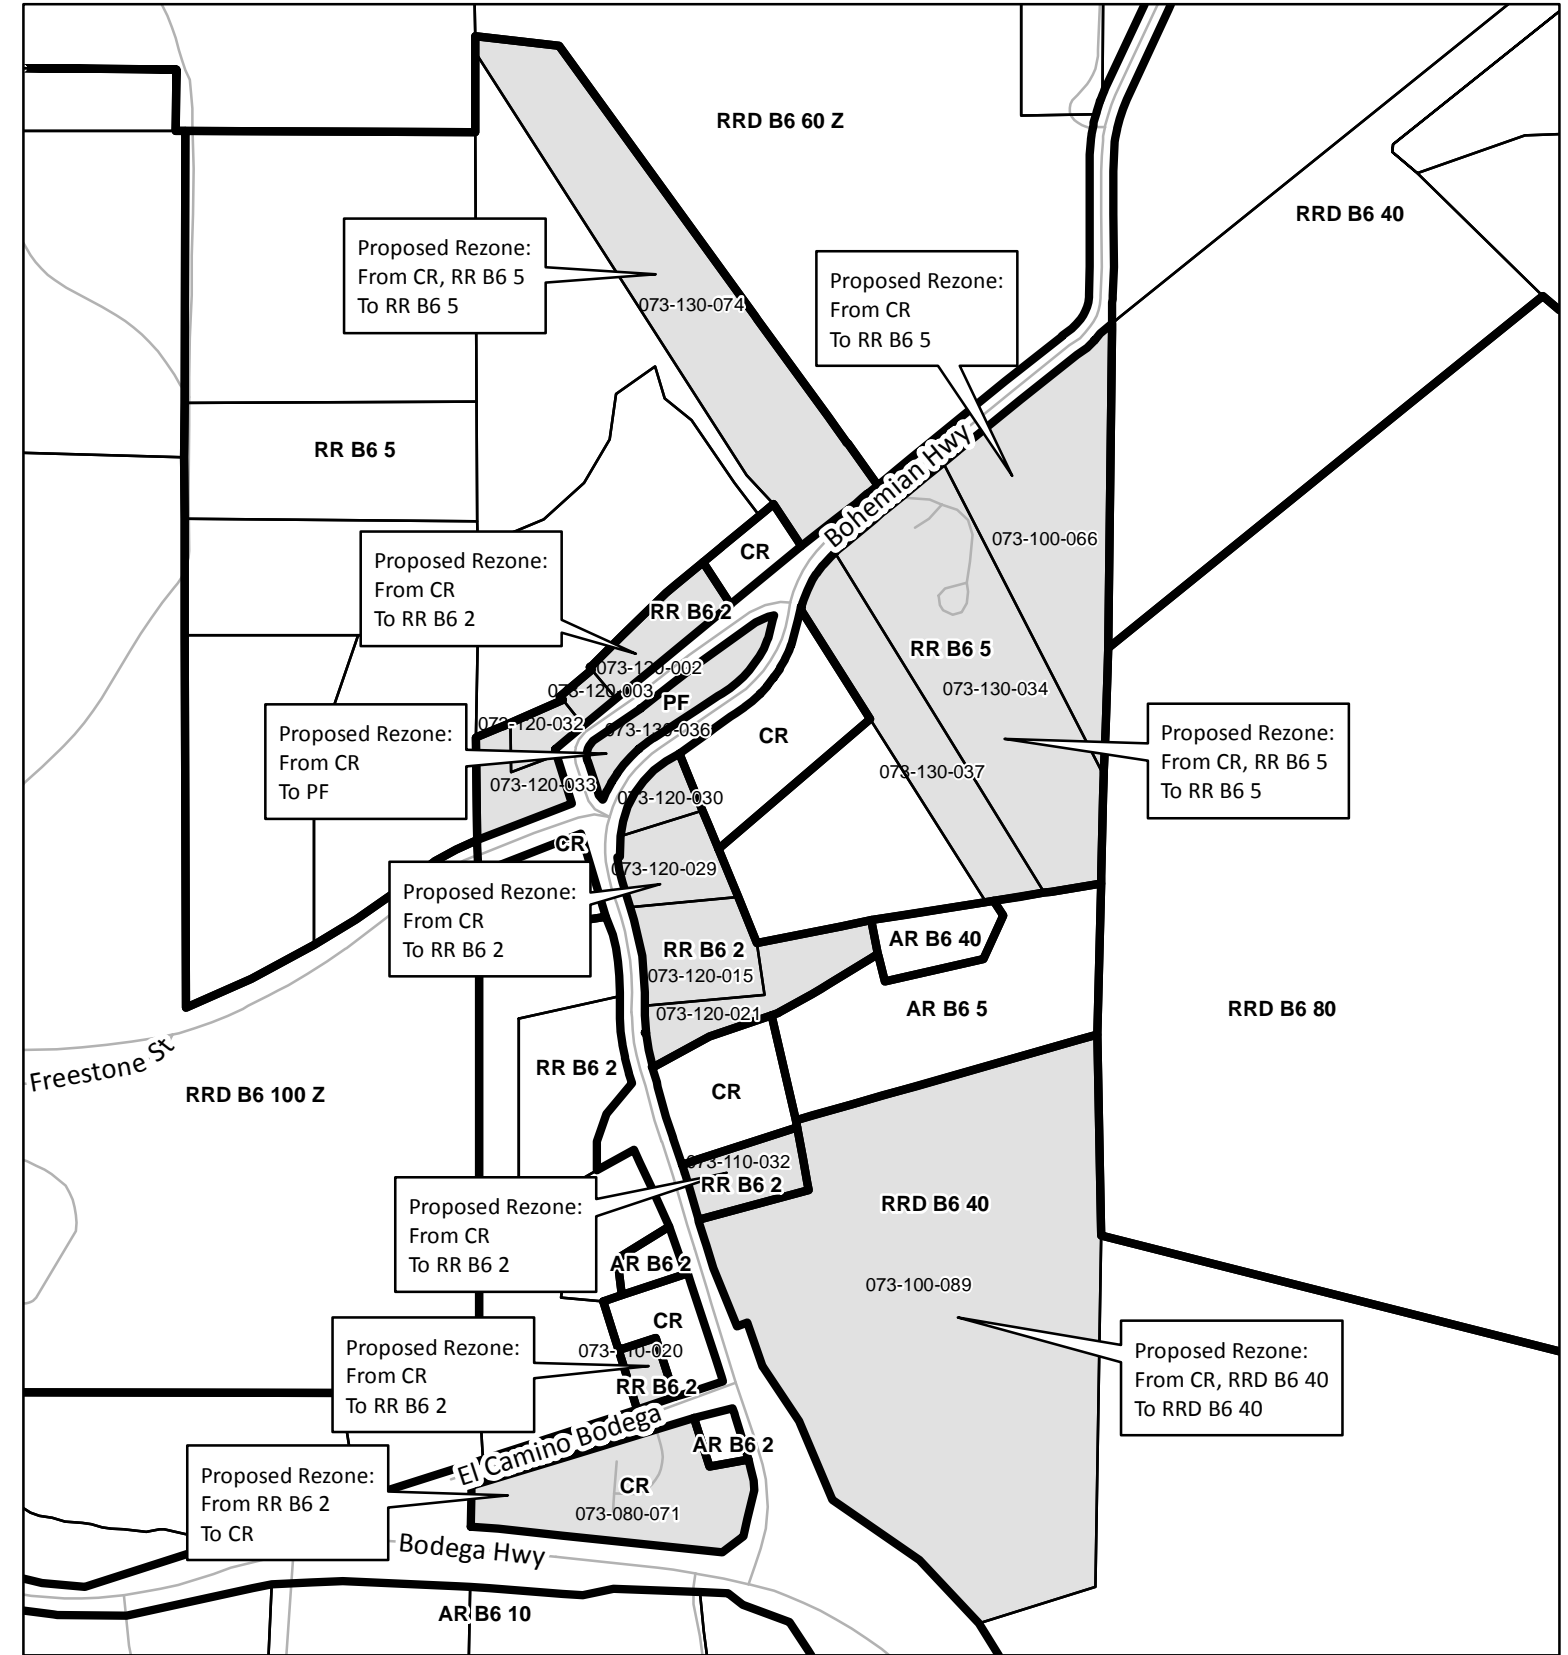 RRD B6 60 Z
RRD B6 40
Proposed Rezone:
From CR, RR B6 5
To RR B6 5
Proposed Rezone:
From CR
To RR B6 5
073-130-074
RR B6 5
Bohemian Hwy
073-100-066
Proposed Rezone:
From CR
To RR B6 2
CR
RR B6 2
RR B6 5
073-120-002
073-120-003
073-130-034
PF
073-120-032
073-130-036
CR
Proposed Rezone:
From CR
To PF
Proposed Rezone:
From CR, RR B6 5
To RR B6 5
073-130-037
073-120-033
073-120-030
CR
073-120-029
Proposed Rezone:
From CR
To RR B6 2
RR B6 2
073-120-015
AR B6 40
073-120-021
AR B6 5
RRD B6 80
Freestone St
RR B6 2
RRD B6 100 Z
CR
073-110-032
RR B6 2
Proposed Rezone:
From CR
To RR B6 2
RRD B6 40
AR B6 2
073-100-089
CR
Proposed Rezone:
From CR
To RR B6 2
RR B6 2
Proposed Rezone:
From CR, RRD B6 40
To RRD B6 40
El Camino Bodega
AR B6 2
Proposed Rezone:
From RR B6 2
To CR
CR
073-080-071
Bodega Hwy
AR B6 10